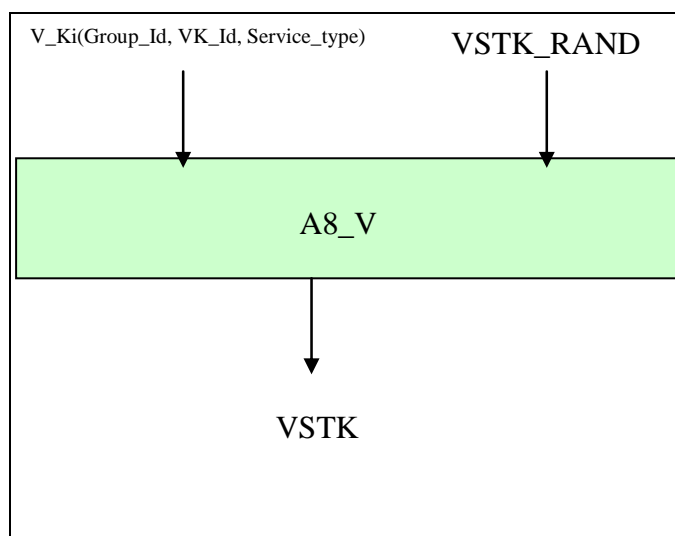 V_Ki(Group_Id, VK_Id, Service_type)
VSTK_RAND
A8_V
VSTK